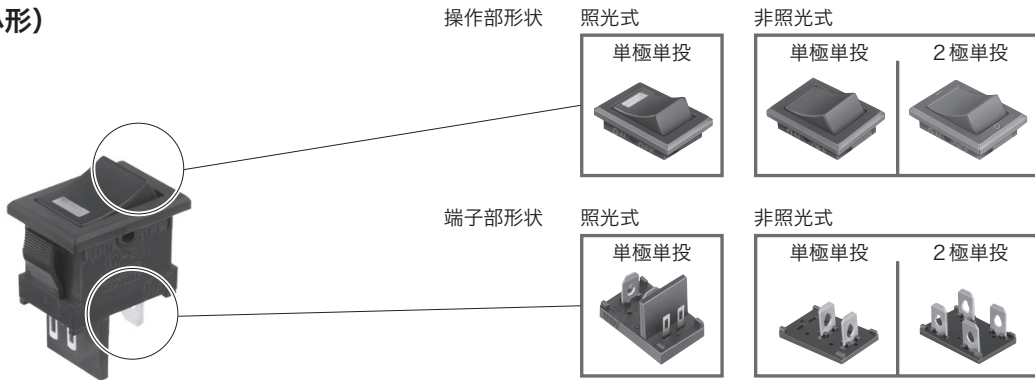 形)
操作部形状 照光式 非照光式
単極単投 単極単投 2極単投
端子部形状 照光式 非照光式
単極単投 単極単投 2極単投